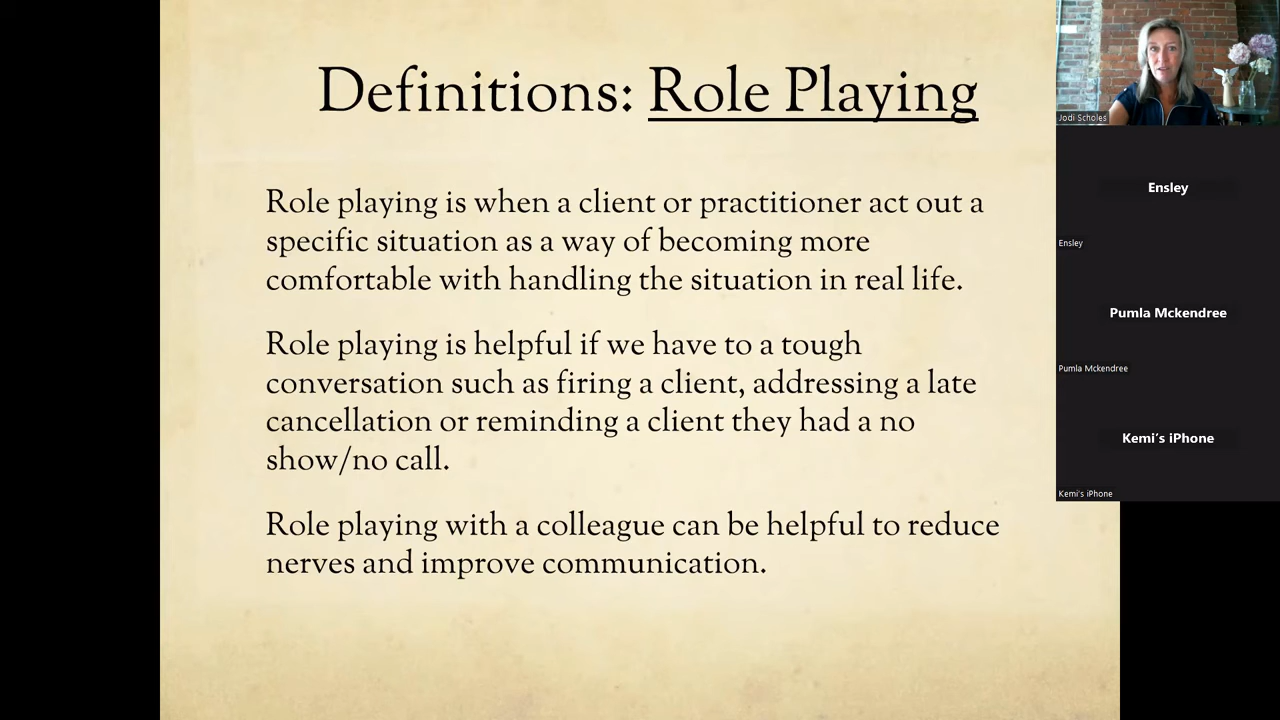 Definitions: Role Playing
Role playing is when a client or practitioner act out a
specific situation as a way of becoming more
comfortable with handling the situation in real life.
Role playing is helpful if we have to a tough
conversation such as firing a client, addressing a late
cancellation or reminding a client they had a no
show/no call.
Role playing with a colleague can be helpful to reduce
nerves and improve communication.
Jodi Scholes
Ensley
Ensley
Pumla Mckendree
Pumla Mckendree
Kemi's iPhone
Kemi's iPhone